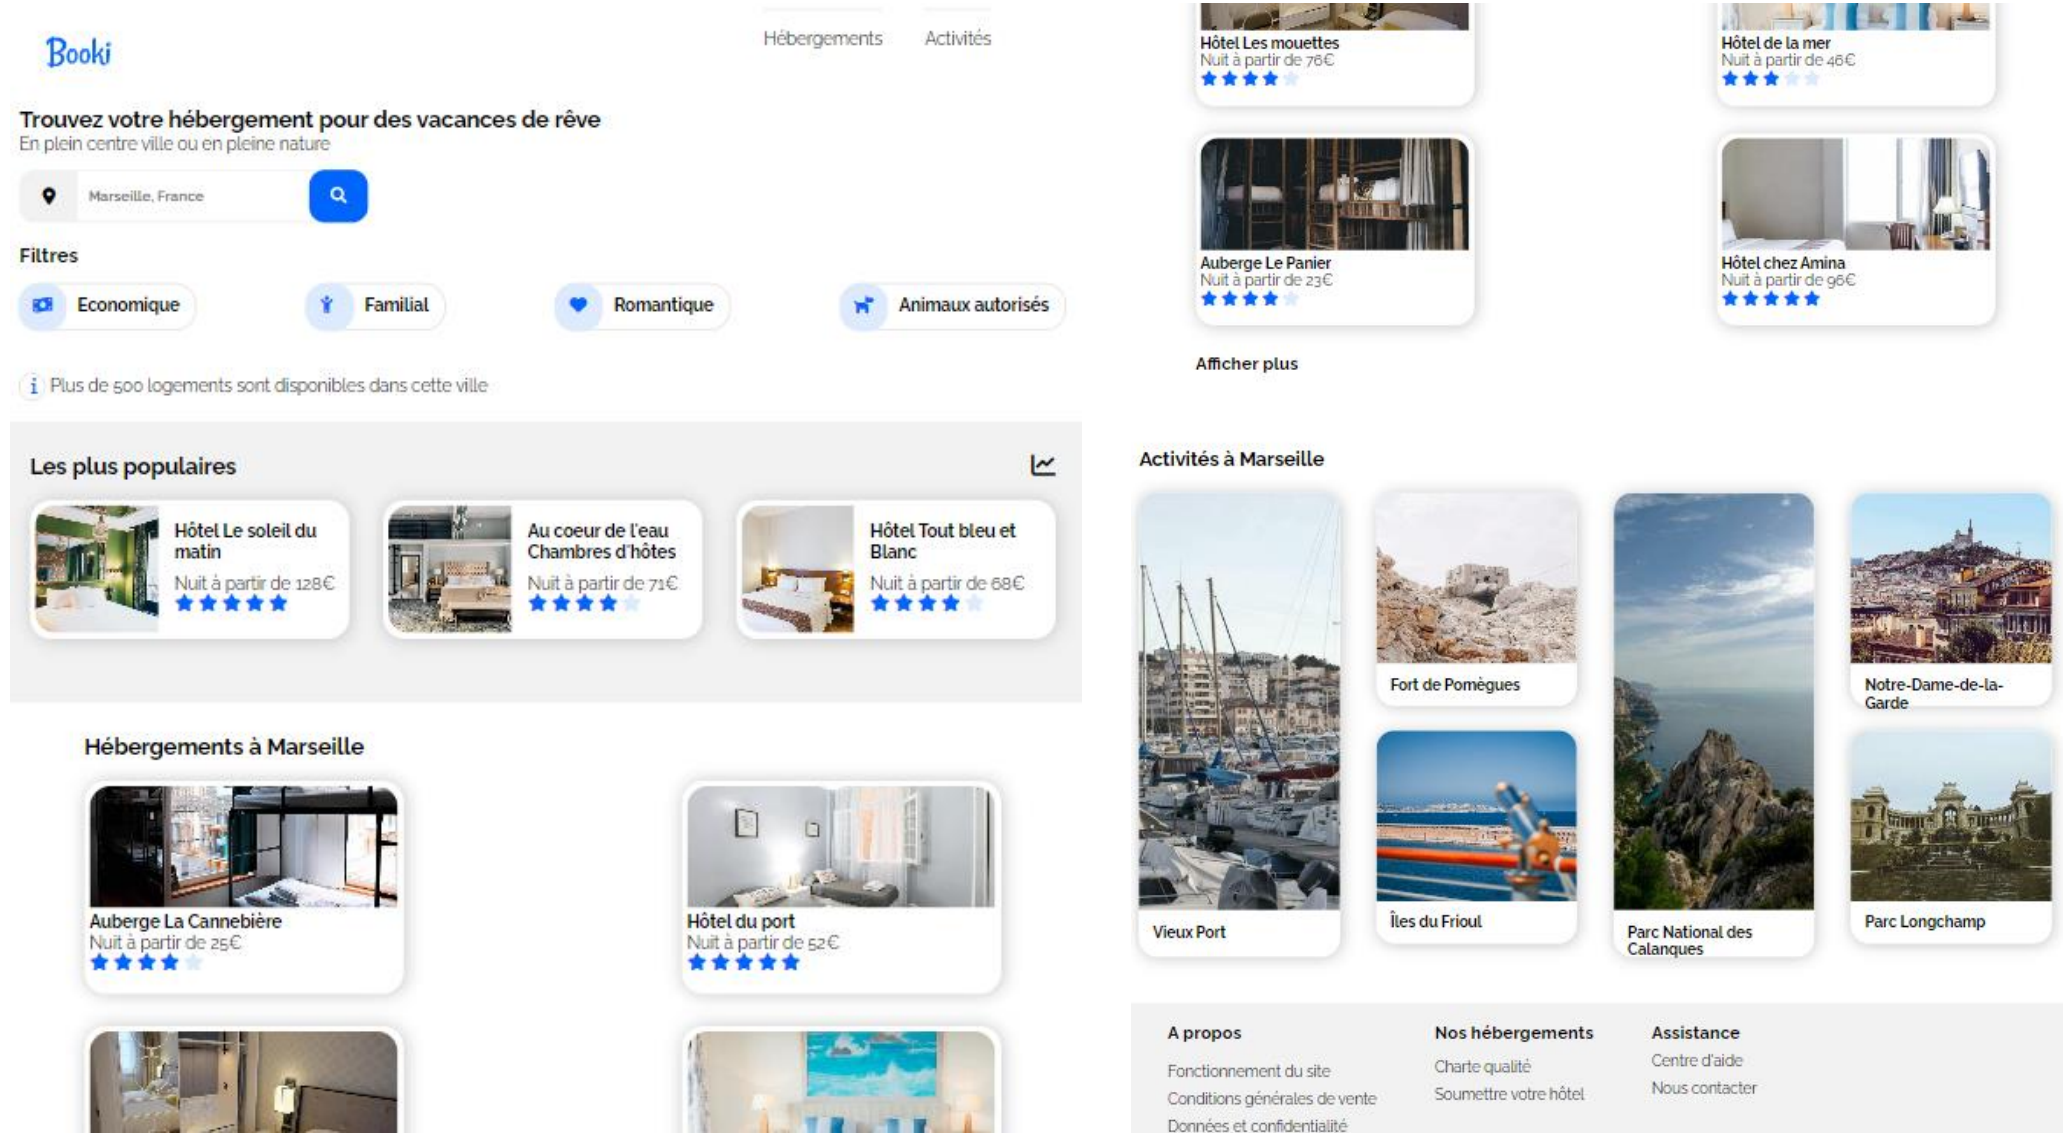 Booki
Hébergements
Activités
Trouvez votre hébergement pour des vacances de rêve
En plein centre ville ou en pleine nature
Marseille, France
Filtres
Economique
Familial
Romantique
Animaux autorisés
i Plus de 500 logements sont disponibles dans cette ville
Les plus populaires
Hôtel Le soleil du
matin
Nuit à partir de 128€
Au coeur de l'eau
Chambres d'hôtes
Nuit à partir de 71€
Hôtel Tout bleu et
Blanc
Nuit à partir de 68€
Hébergements à Marseille
Auberge La Cannebière
Nuit à partir de 25€
Hôtel du port
Nuit à partir de 52€
Hôtel Les mouettes
Nuit à partir de 76€
Hôtel de la mer
Nuit à partir de 46€
Auberge Le Panier
Nuit à partir de 23€
Hôtel chez Amina
Nuit à partir de 96€
Afficher plus
Activités à Marseille
Vieux Port
Fort de Pomègues
Îles du Frioul
Parc National des
Calanques
Notre-Dame-de-la-
Garde
Parc Longchamp
A propos
Fonctionnement du site
Conditions générales de vente
Données et confidentialité
Nos hébergements
Charte qualité
Soumettre votre hôtel
Assistance
Centre d'aide
Nous contacter